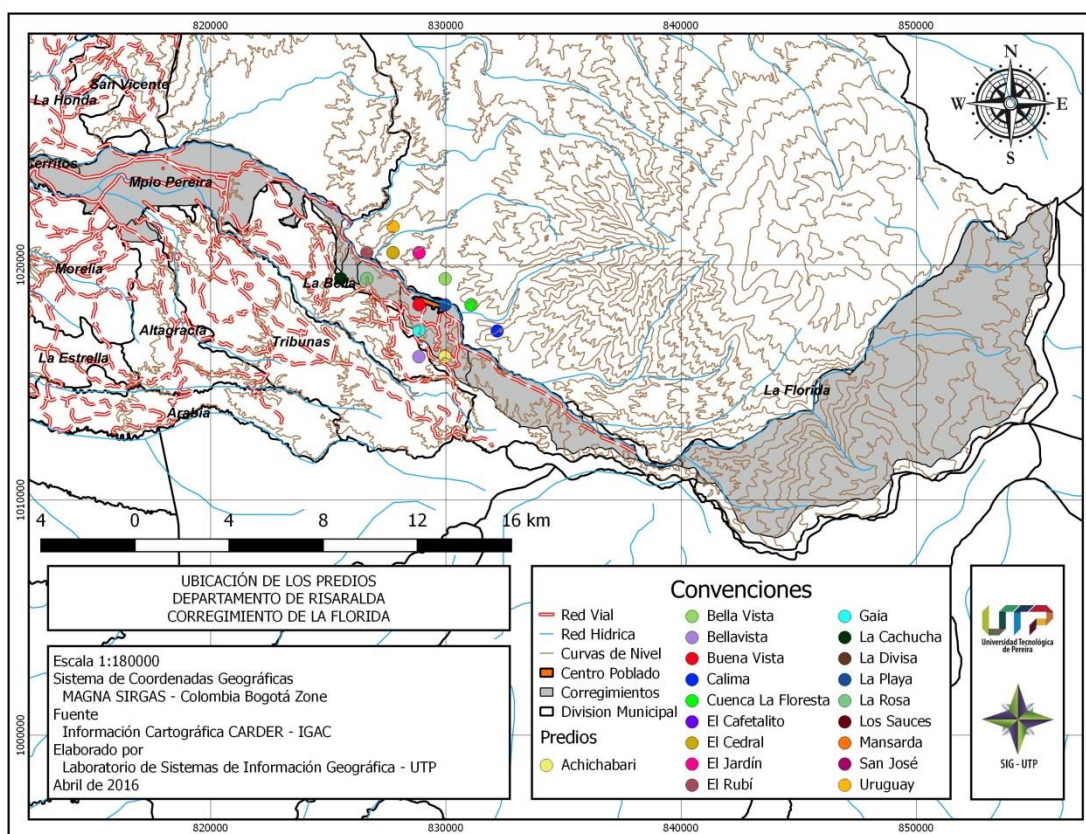 820000 830000 840000 850000
San Vicente
La Honda
Cerritos
Mpio Pereira
N
W E
S
1020000 1020000
Morelia
La Bella
Altagracia
Tribunas
La Estrella
Arabia
La Florida
1010000 1010000
4 0 4 8 12 16 km
UBICACIÓN DE LOS PREDIOS
DEPARTAMENTO DE RISARALDA
CORREGIMIENTO DE LA FLORIDA
Escala 1:180000
Sistema de Coordenadas Geográficas
MAGNA SIRGAS - Colombia Bogotá Zone
Fuente
Información Cartográfica CARDER - IGAC
Elaborado por
Laboratorio de Sistemas de Información Geográfica - UTP
Abril de 2016
Convenciones
Red Vial
Red Hidrica
Curvas de Nivel
Centro Poblado
Corregimientos
Division Municipal
Predios
Achichabari
Bella Vista
Bellavista
Buena Vista
Calima
Cuenca La Floresta
El Cafetalito
El Cedral
El Jardín
El Rubí
Gaia
La Cachucha
La Divisa
La Playa
La Rosa
Los Sauces
Mansarda
San José
Uruguay
UTP
Universidad Tecnológica
de Pereira
SIG - UTP
1000000 1000000
820000 830000 840000 850000